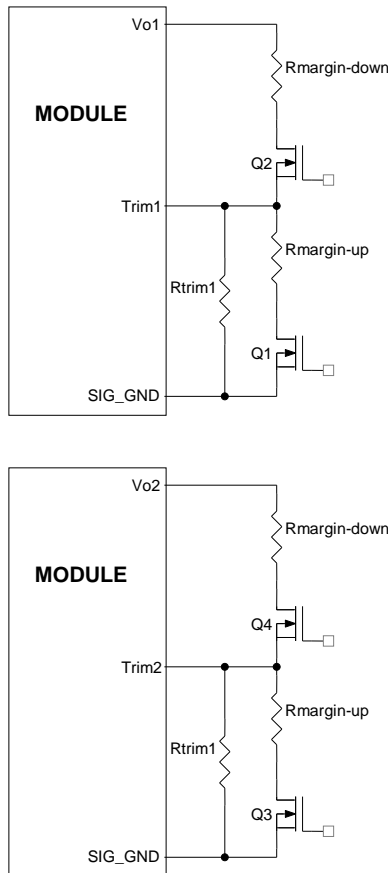 Vo1
Rmargin-down
MODULE
Q2
Trim1
Rmargin-up
Rtrim1
Q1
SIG_GND
Vo2
Rmargin-down
MODULE
Q4
Trim2
Rmargin-up
Rtrim1
Q3
SIG_GND